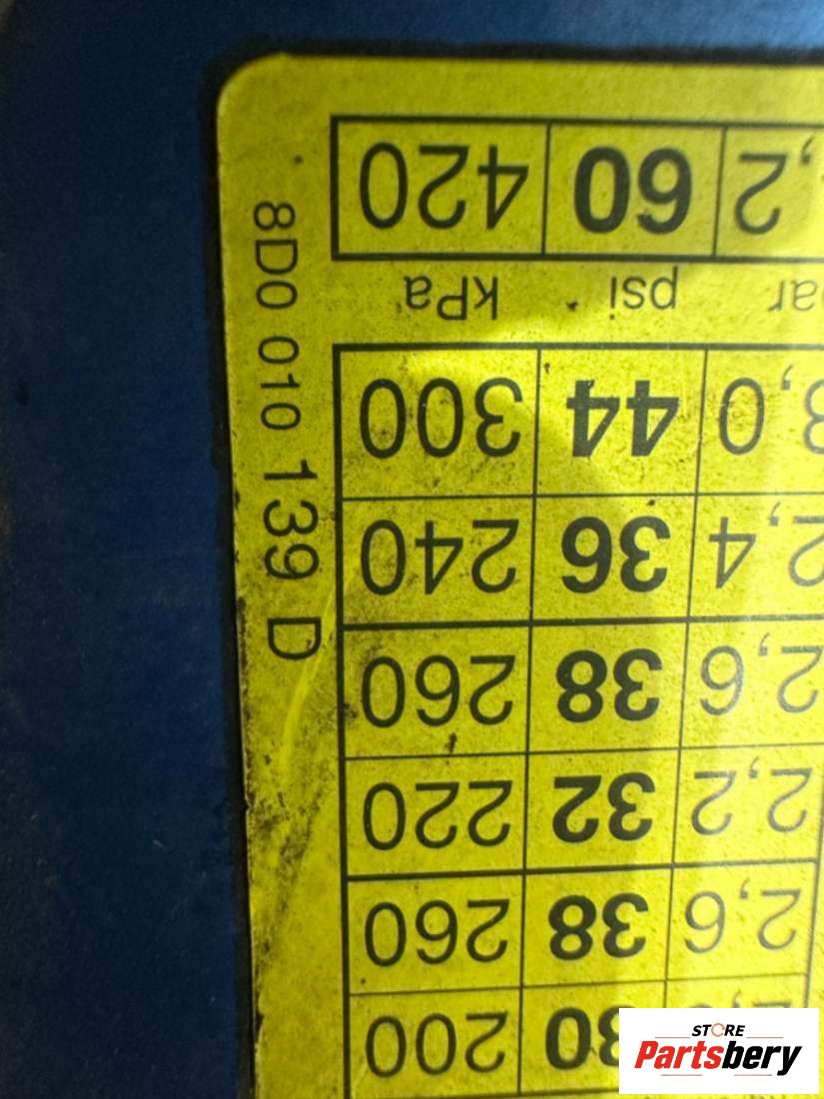 30 200
2,6 38 260
2,2 32 220
2,6 38 260
2,4 36 240
3,0 44 300
bar psi kPa
,2 60 420
8D0 010 139 D
STORE
Partsbery